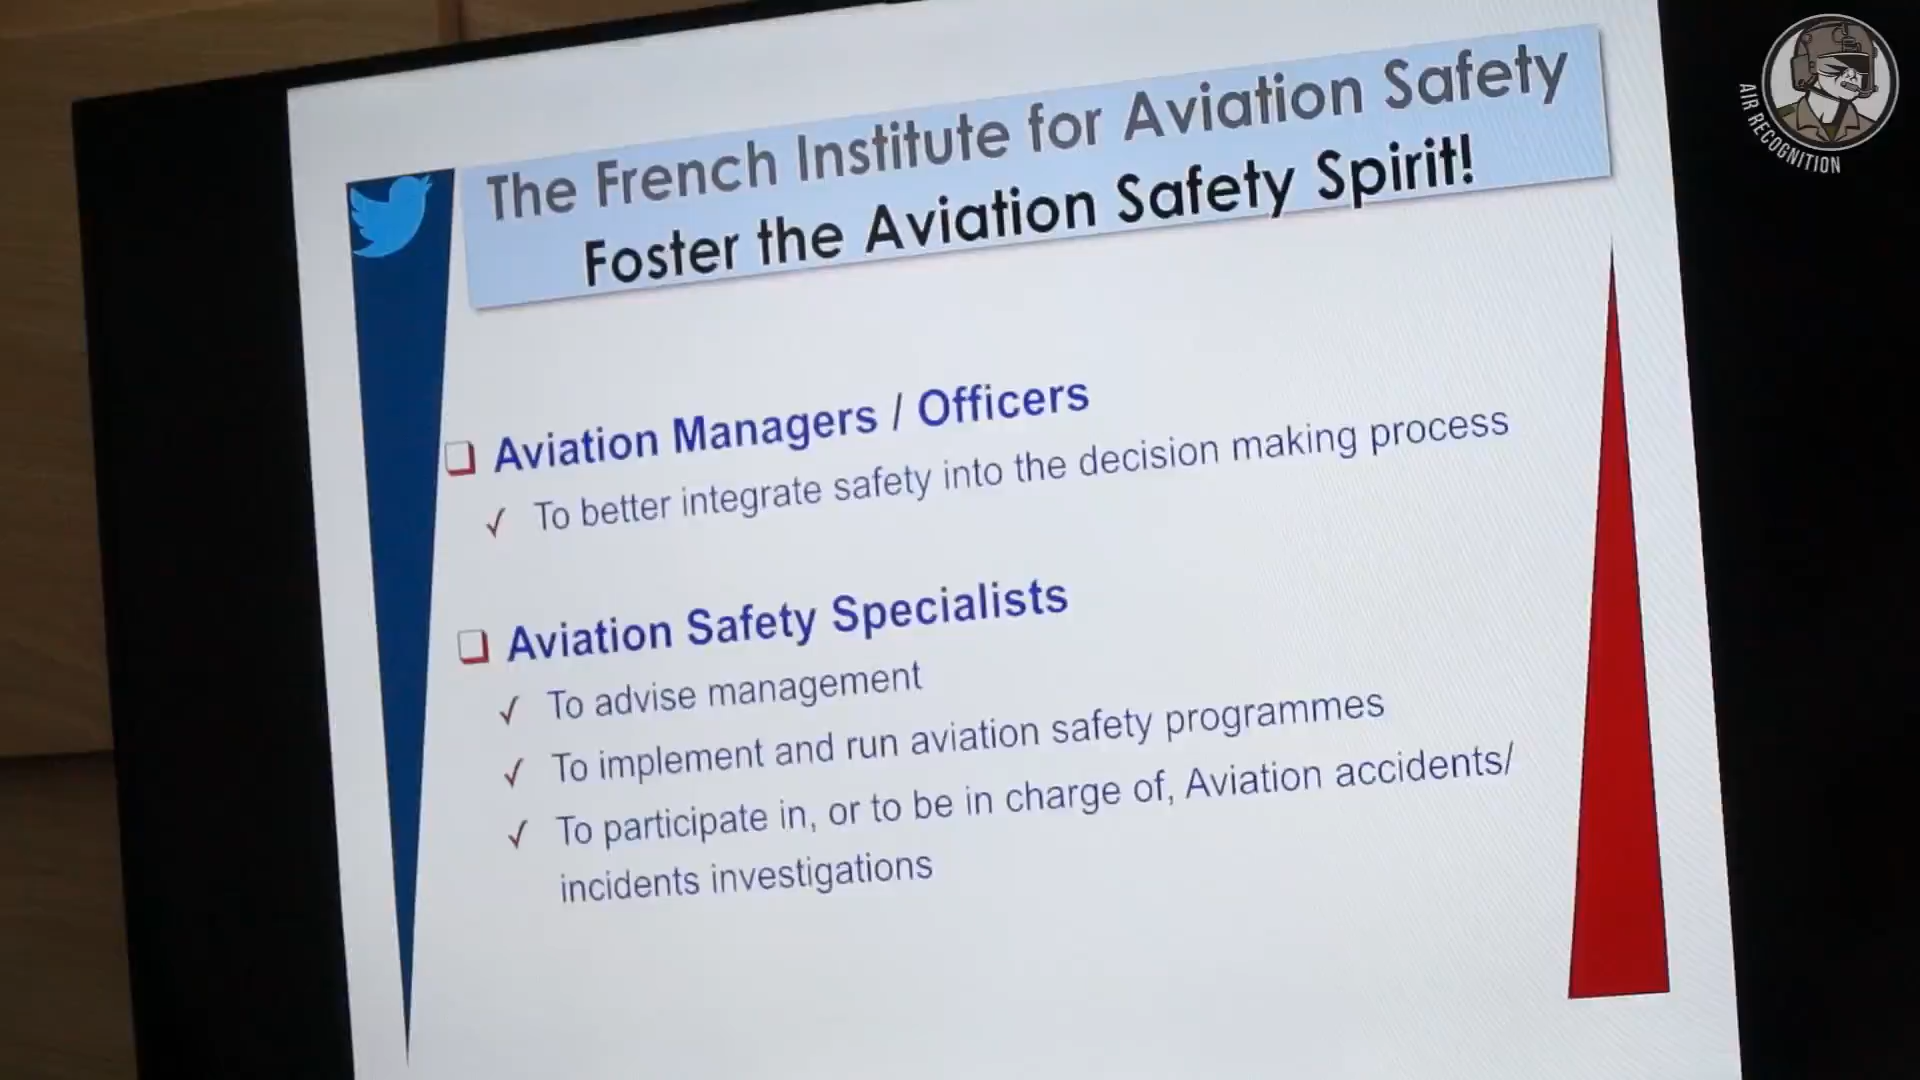 The French Institute for Aviation Safety
Foster the Aviation Safety Spirit!
Aviation Managers / Officers
To better integrate safety into the decision making process
Aviation Safety Specialists
To advise management
To implement and run aviation safety programmes
To participate in, or to be in charge of, Aviation accidents/
incidents investigations
AIR RECOGNITION